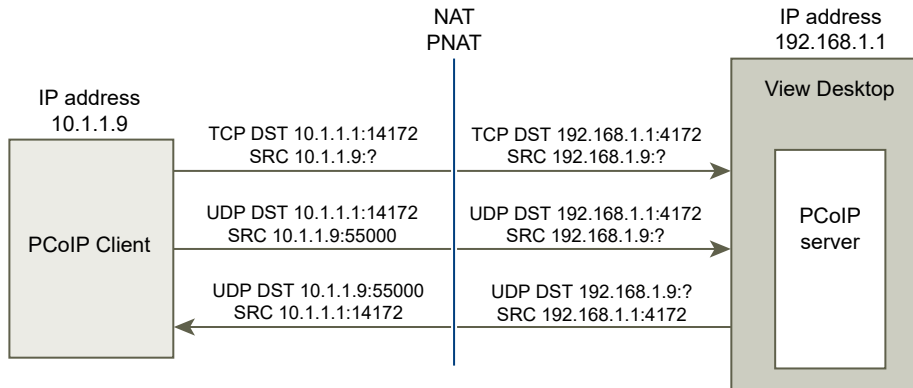 NAT
PNAT
IP address
192.168.1.1
View Desktop
IP address
10.1.1.9
TCP DST 10.1.1.1:14172
SRC 10.1.1.9:?
TCP DST 192.168.1.1:4172
SRC 192.168.1.9:?
PCoIP Client
UDP DST 10.1.1.1:14172
SRC 10.1.1.9:55000
UDP DST 192.168.1.1:4172
SRC 192.168.1.9:?
PCoIP
server
UDP DST 10.1.1.9:55000
SRC 10.1.1.1:14172
UDP DST 192.168.1.9:?
SRC 192.168.1.1:4172